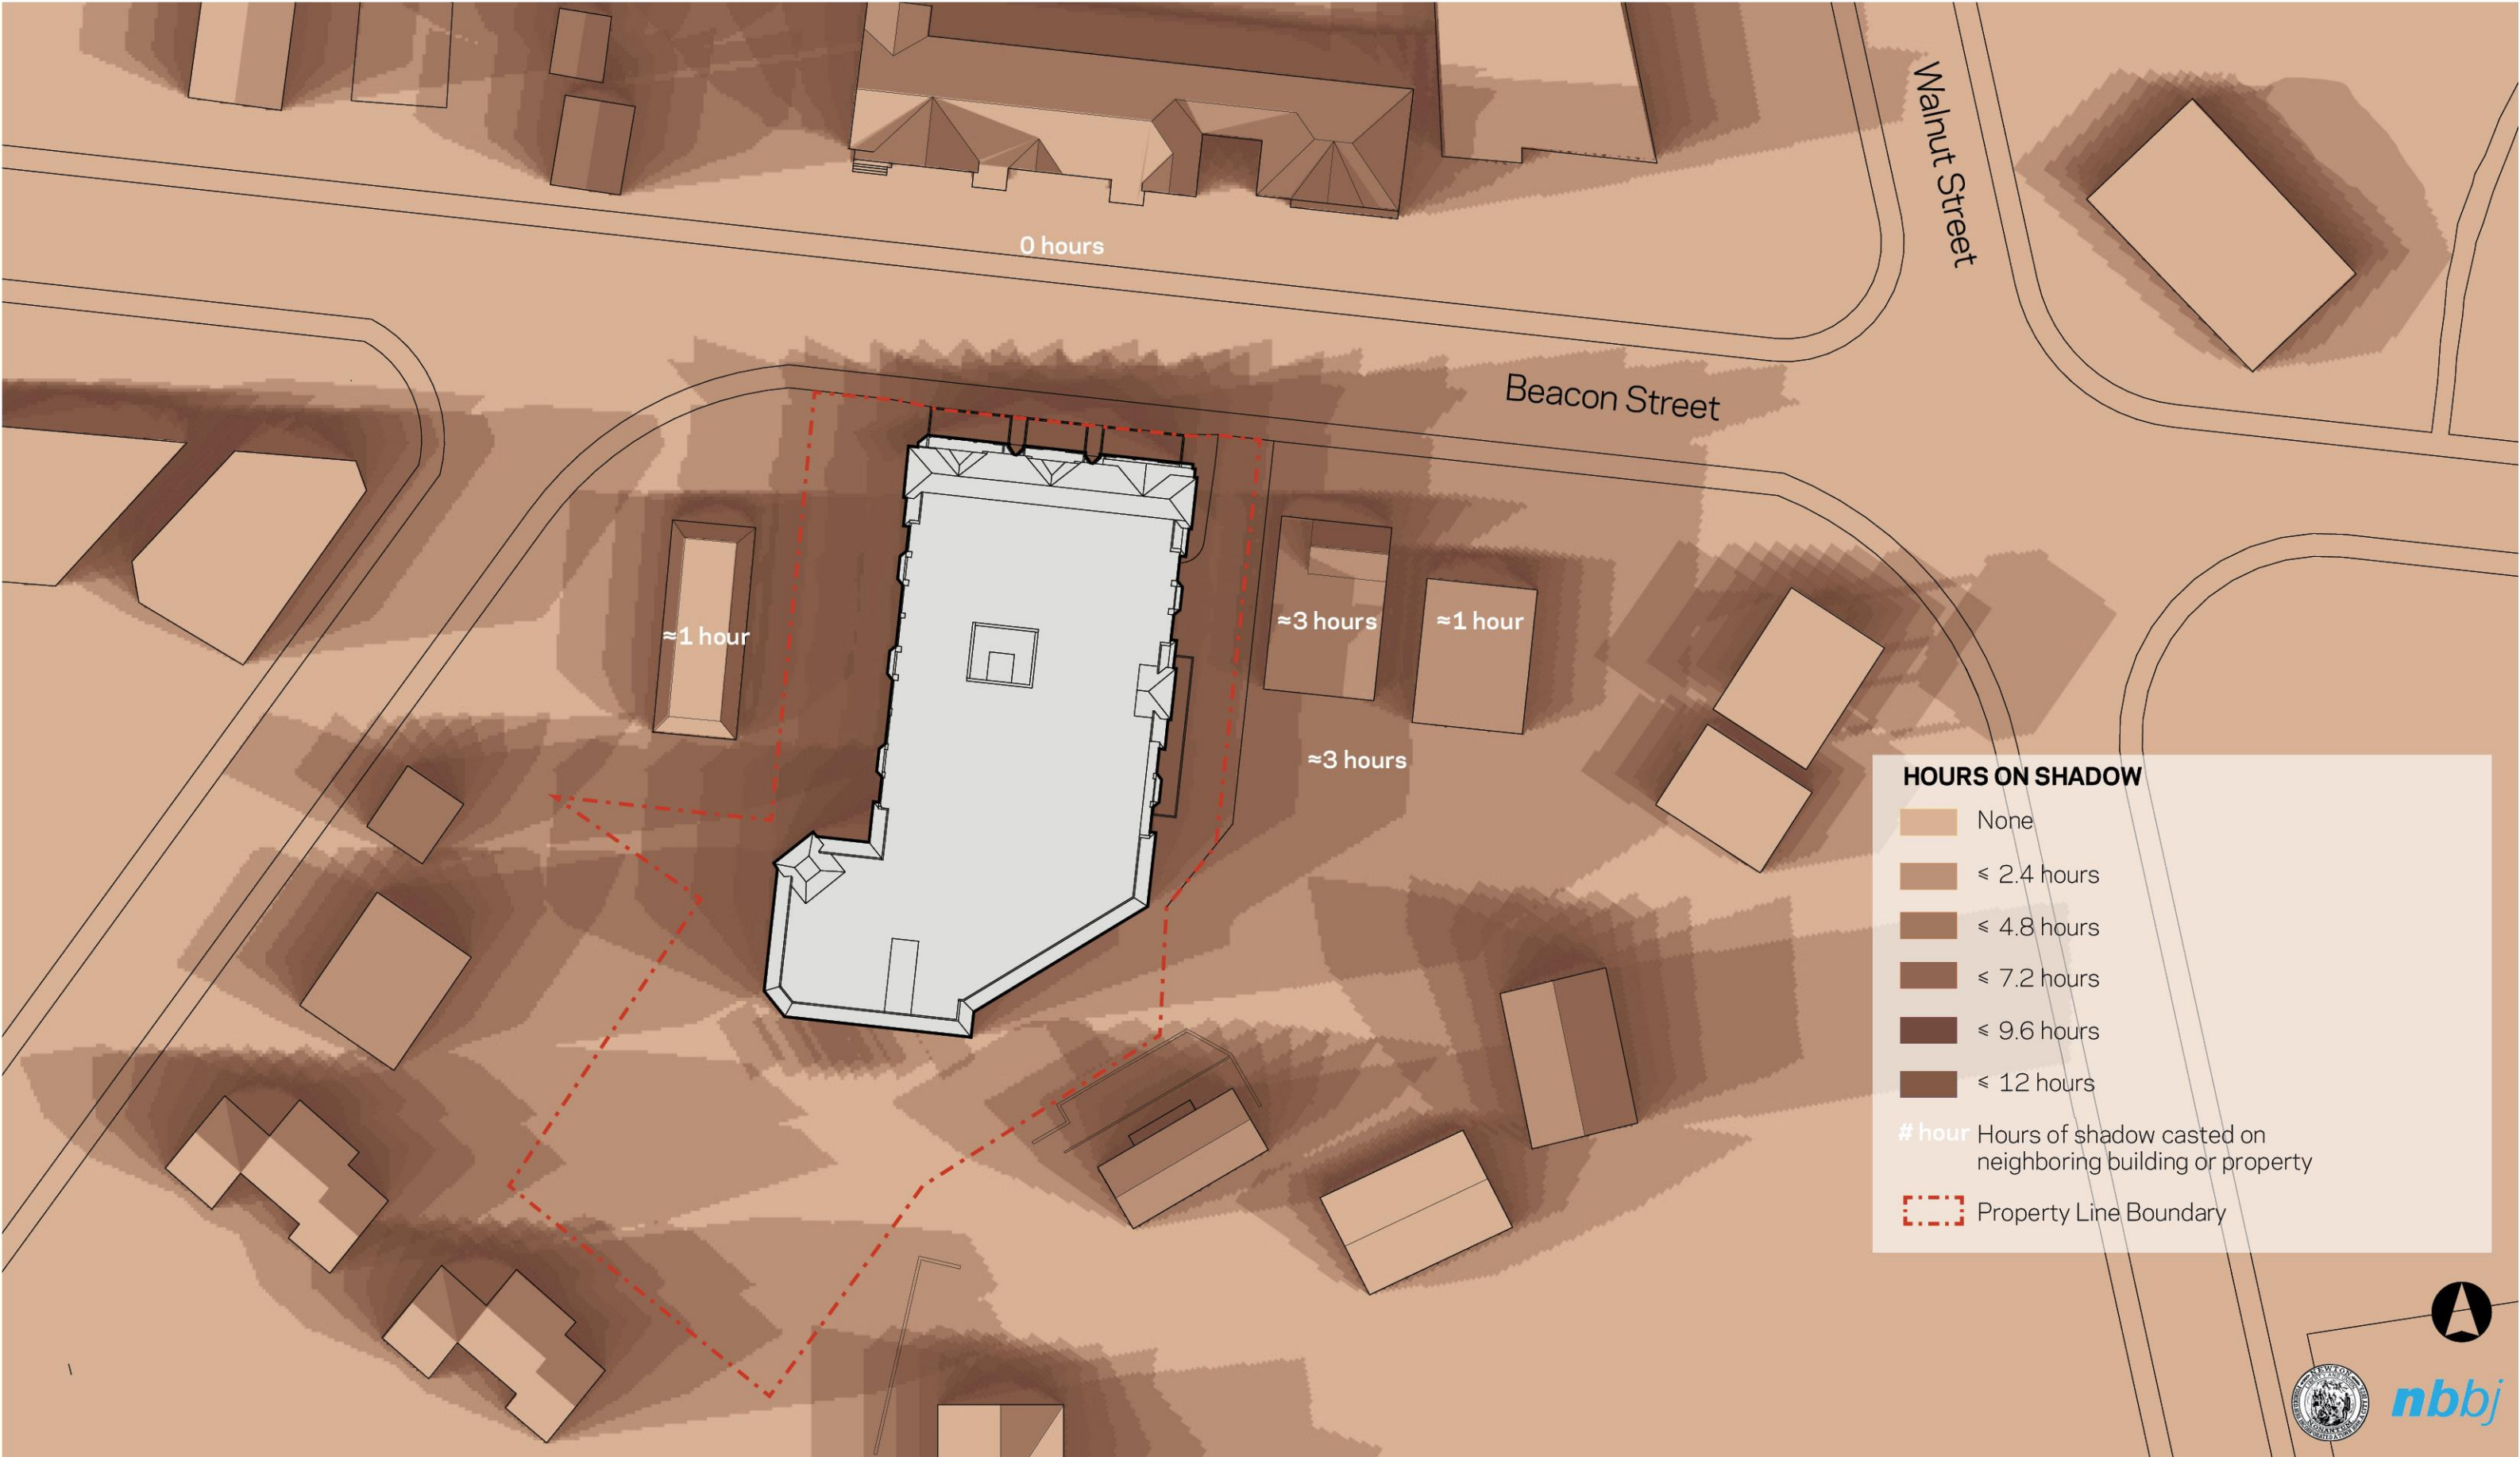 Walnut Street
0 hours
Beacon Street
≈1 hour
≈3 hours
≈1 hour
≈3 hours
HOURS ON SHADOW
None
≤ 2.4 hours
≤ 4.8 hours
≤ 7.2 hours
≤ 9.6 hours
≤ 12 hours
# hour Hours of shadow casted on
neighboring building or property
Property Line Boundary
NEWTON
nbbj